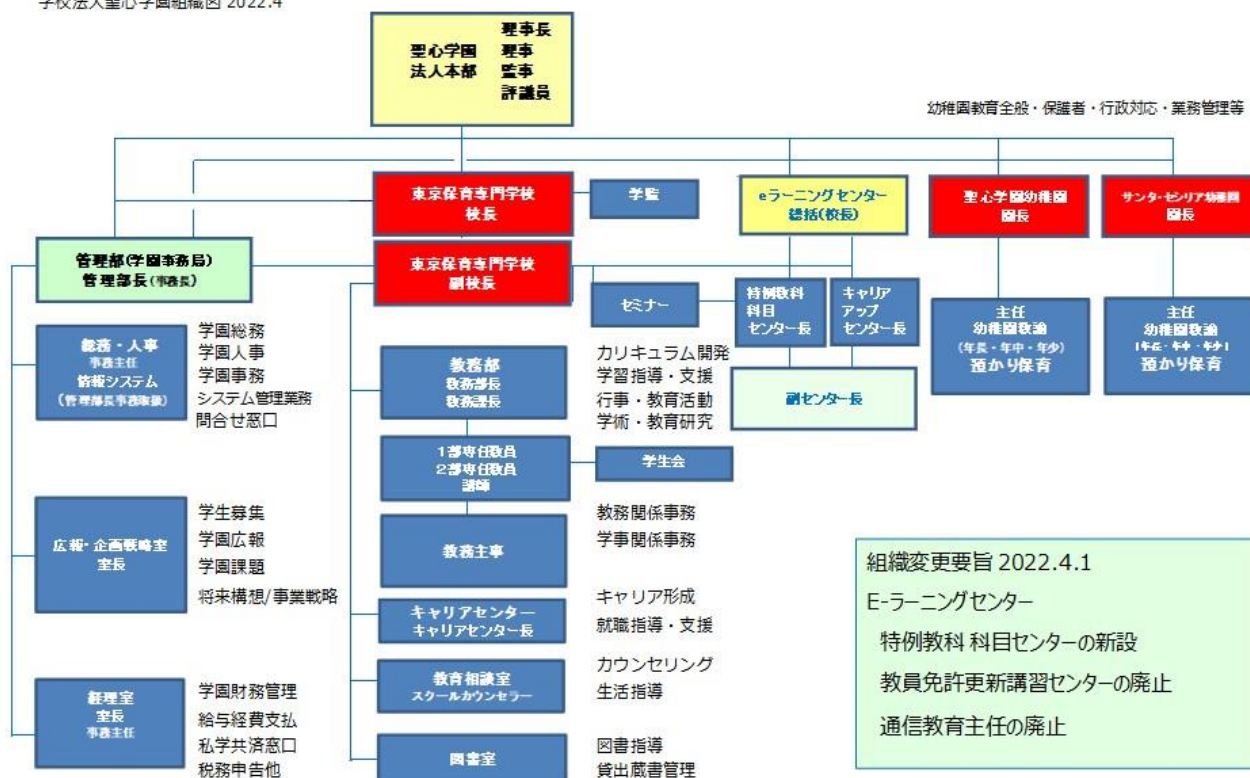 学校法人聖心学園組織図 2022.4
聖心学園
法人本部
理事長
理事
監事
評議員
幼稚園教育全般・保護者・行政対応・業務管理等
東京保育専門学校
校長
学監
eラーニングセンター
総括(校長)
聖心学園幼稚園
園長
サンタ・セシリア幼稚園
園長
管理部(学園事務局)
管理部長(事務長)
東京保育専門学校
副校長
セミナー
特例教科
科目
センター長
キャリア
アップ
センター長
主任
幼稚園教諭
(年長・年中・年少)
預かり保育
主任
幼稚園教諭
(年長・年中・年少)
預かり保育
総務・人事
事務主任
情報システム
(管理部長事務取扱)
学園総務
学園人事
学園事務
システム管理業務
問合せ窓口
教務部
教務部長
教務課長
カリキュラム開発
学習指導・支援
行事・教育活動
学術・教育研究
副センター長
1部専任教員
2部専任教員
講師
学生会
広報・企画戦略室
室長
学生募集
学園広報
学園課題
将来構想/事業戦略
教務主事
教務関係事務
学事関係事務
キャリアセンター
キャリアセンター長
キャリア形成
就職指導・支援
教育相談室
スクールカウンセラー
カウンセリング
生活指導
経理室
室長
事務主任
学園財務管理
給与経費支払
私学共済窓口
税務申告他
図書室
図書指導
貸出蔵書管理
組織変更要旨 2022.4.1
E-ラーニングセンター
特例教科 科目センターの新設
教員免許更新講習センターの廃止
通信教育主任の廃止